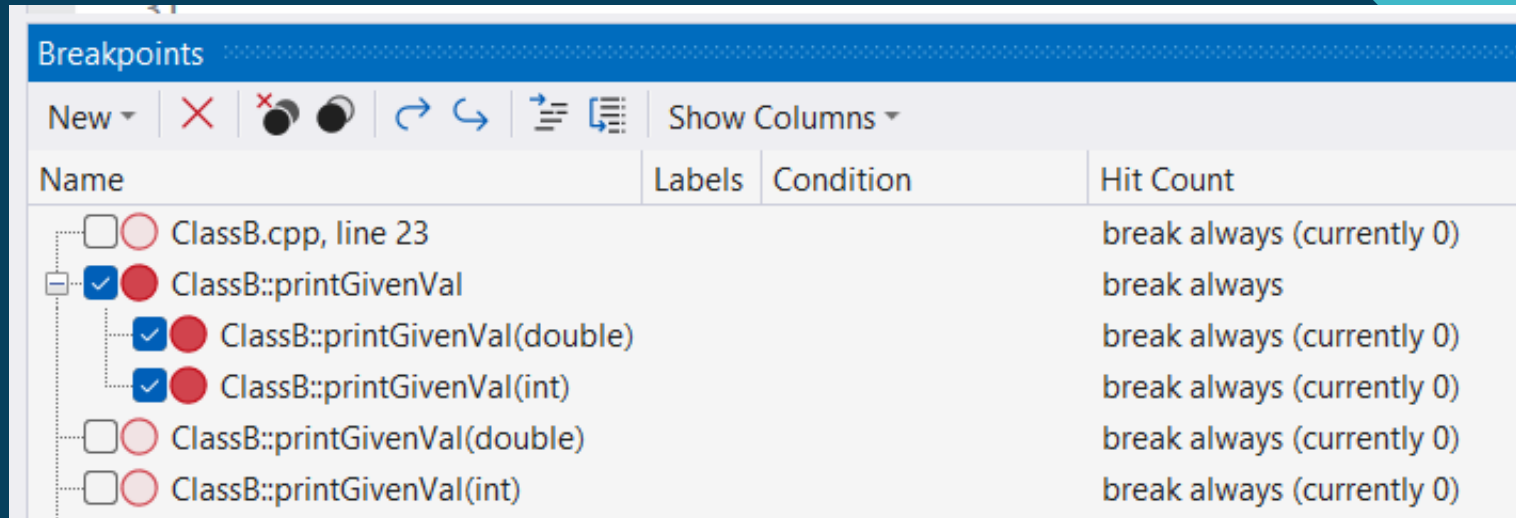 Breakpoints
New Show Columns
Name Labels Condition Hit Count
ClassB.cpp, line 23 break always (currently 0)
ClassB::printGivenVal break always
ClassB::printGivenVal(double) break always (currently 0)
ClassB::printGivenVal(int) break always (currently 0)
ClassB::printGivenVal(double) break always (currently 0)
ClassB::printGivenVal(int) break always (currently 0)